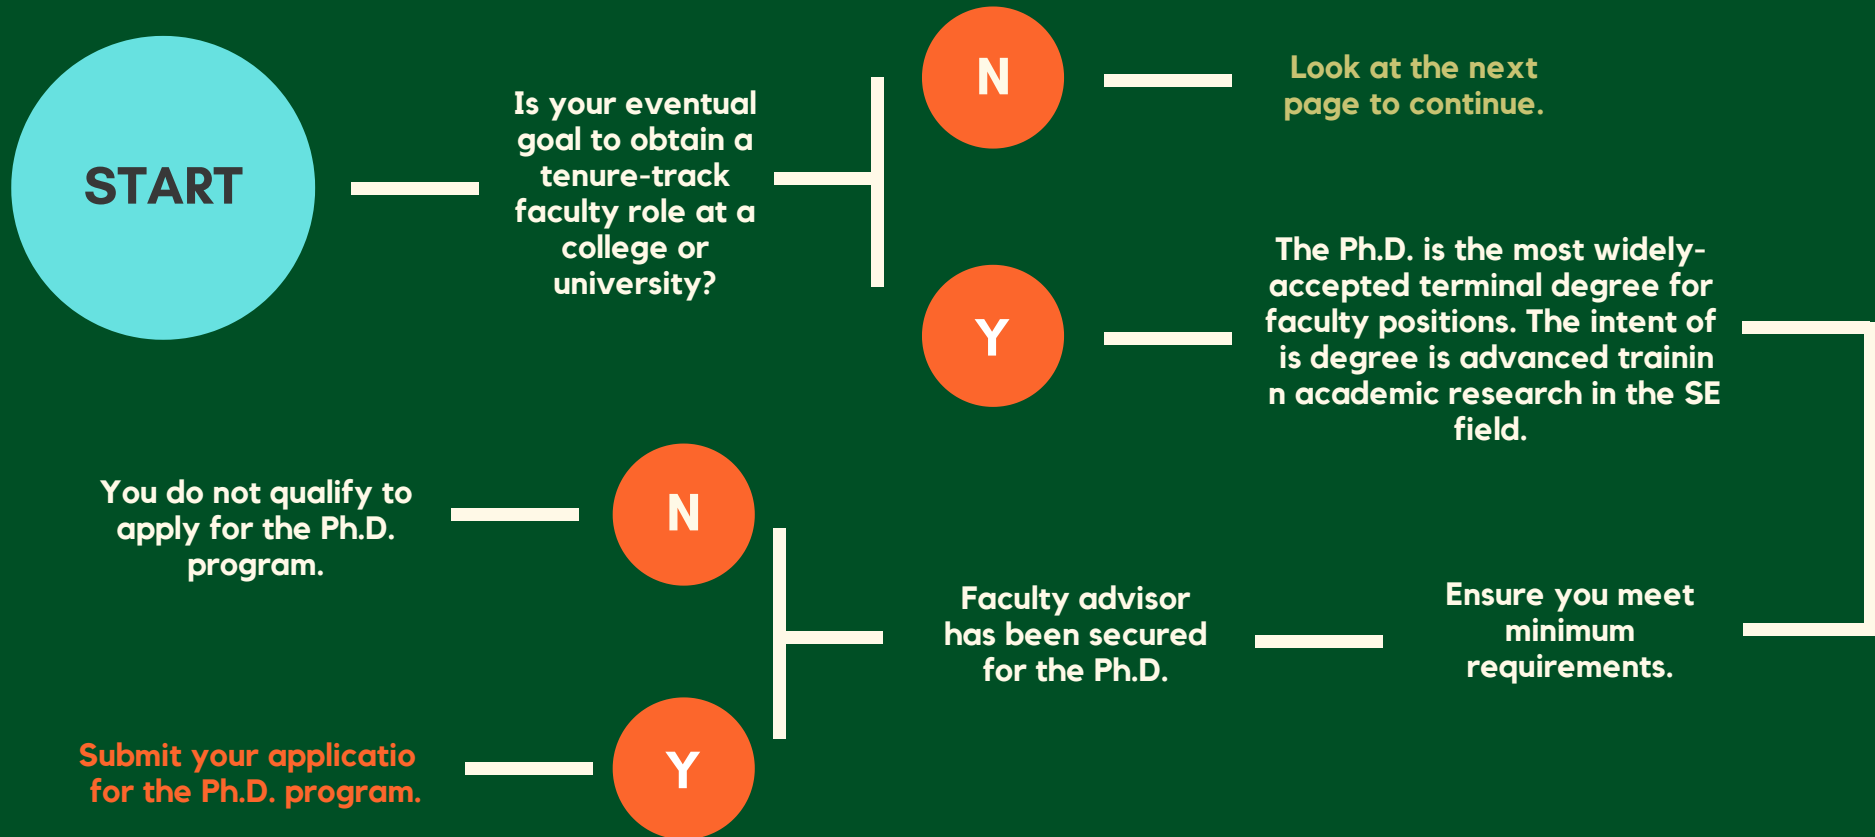 START
Is your eventual
goal to obtain a
tenure-track
faculty role at a
college or
university?
N
Look at the next
page to continue.
Y
The Ph.D. is the most widely-
accepted terminal degree for
faculty positions. The intent of
is degree is advanced trainin
n academic research in the SE
field.
Ensure you meet
minimum
requirements.
Faculty advisor
has been secured
for the Ph.D.
N
You do not qualify to
apply for the Ph.D.
program.
Y
Submit your applicatio
for the Ph.D. program.